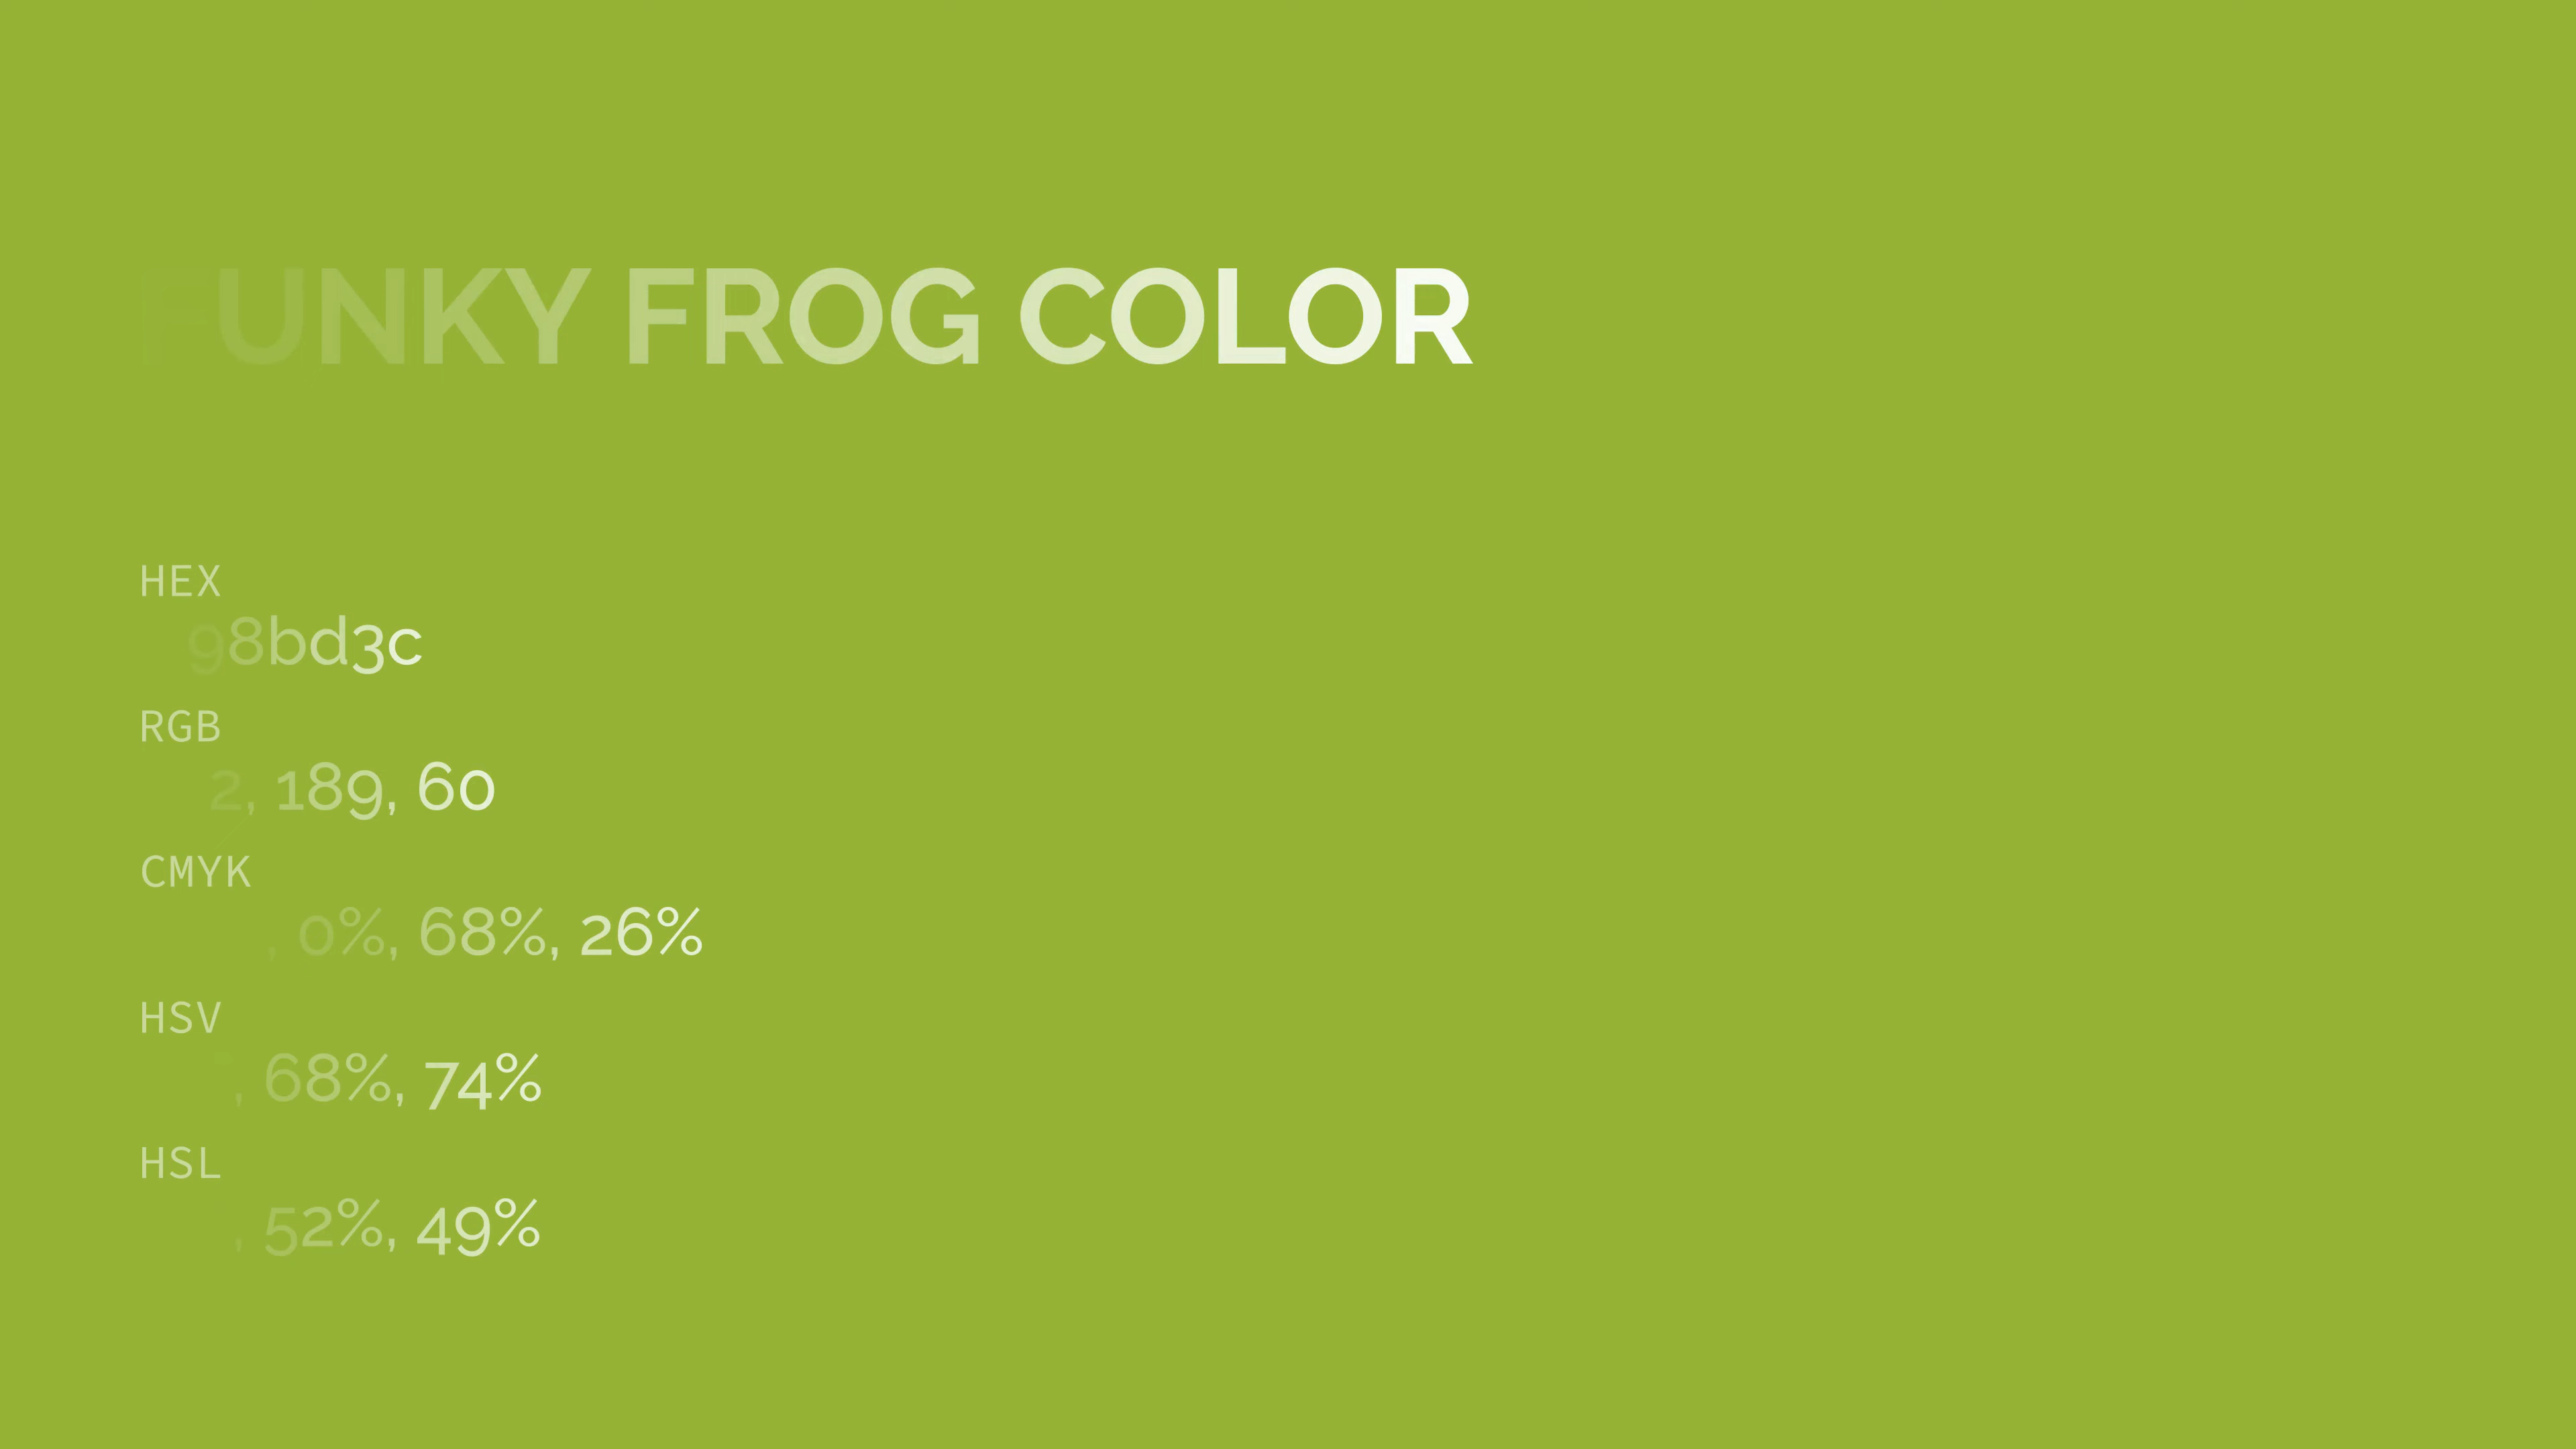 FUNKY FROG COLOR
HEX
98bd3c
RGB
2, 189, 60
CMYK
, 0%, 68%, 26%
HSV
, 68%, 74%
HSL
, 52%, 49%